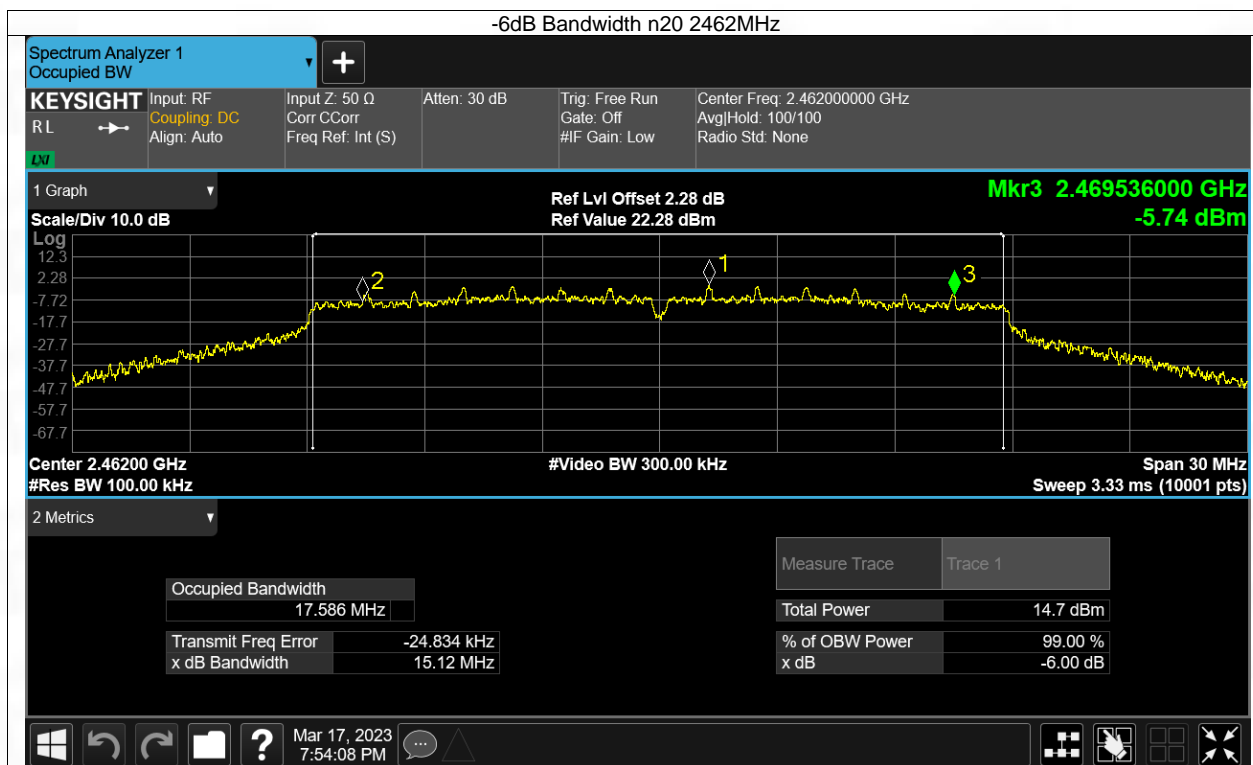 -6dB Bandwidth n20 2462MHz
Spectrum Analyzer 1
Occupied BW
KEYSIGHT
RL
LXI
Input: RF
Coupling: DC
Align: Auto
Input Z: 50 Ω
Corr CCorr
Freq Ref: Int (S)
Atten: 30 dB
Trig: Free Run
Gate: Off
#IF Gain: Low
Center Freq: 2.462000000 GHz
Avg|Hold: 100/100
Radio Std: None
1 Graph
Scale/Div 10.0 dB
Ref Lvl Offset 2.28 dB
Ref Value 22.28 dBm
Mkr3 2.469536000 GHz
-5.74 dBm
Log
12.3
2.28
-7.72
-17.7
-27.7
-37.7
-47.7
-57.7
-67.7
2
1
3
Center 2.46200 GHz
#Video BW 300.00 kHz
Span 30 MHz
#Res BW 100.00 kHz
Sweep 3.33 ms (10001 pts)
2 Metrics
Measure Trace Trace 1
Occupied Bandwidth
17.586 MHz
Total Power 14.7 dBm
Transmit Freq Error -24.834 kHz
% of OBW Power 99.00 %
x dB Bandwidth 15.12 MHz
x dB -6.00 dB
?
Mar 17, 2023
7:54:08 PM